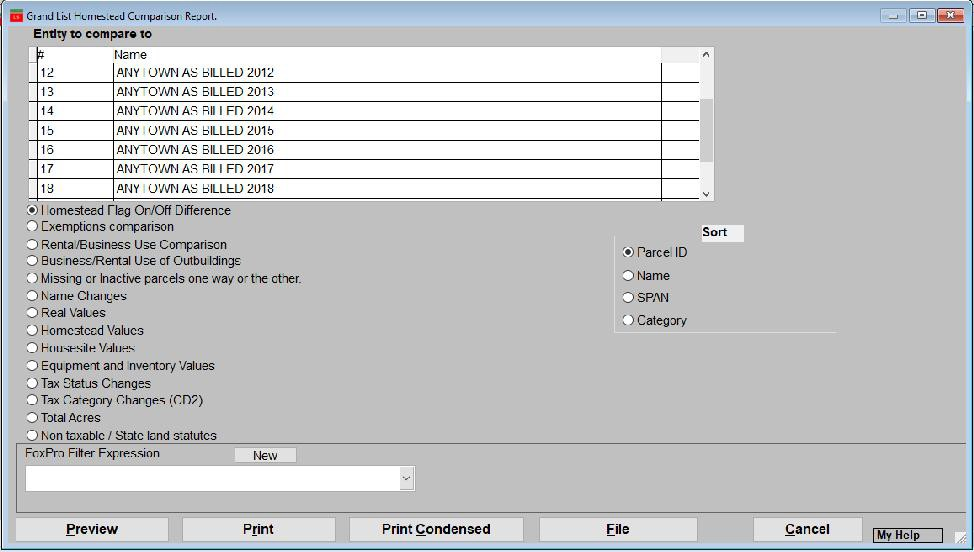 Grand List Homestead Comparison Report.
Entity to compare to
# Name
12 ANYTOWN AS BILLED 2012
13 ANYTOWN AS BILLED 2013
14 ANYTOWN AS BILLED 2014
15 ANYTOWN AS BILLED 2015
16 ANYTOWN AS BILLED 2016
17 ANYTOWN AS BILLED 2017
18 ANYTOWN AS BILLED 2018
Homestead Flag On/Off Difference
Exemptions comparison
Rental/Business Use Comparison
Business/Rental Use of Outbuildings
Missing or Inactive parcels one way or the other.
Name Changes
Real Values
Homestead Values
Housesite Values
Equipment and Inventory Values
Tax Status Changes
Tax Category Changes (CD2)
Total Acres
Non taxable / State land statutes
Sort
Parcel ID
Name
SPAN
Category
FoxPro Filter Expression New
Preview Print Print Condensed File Cancel My Help